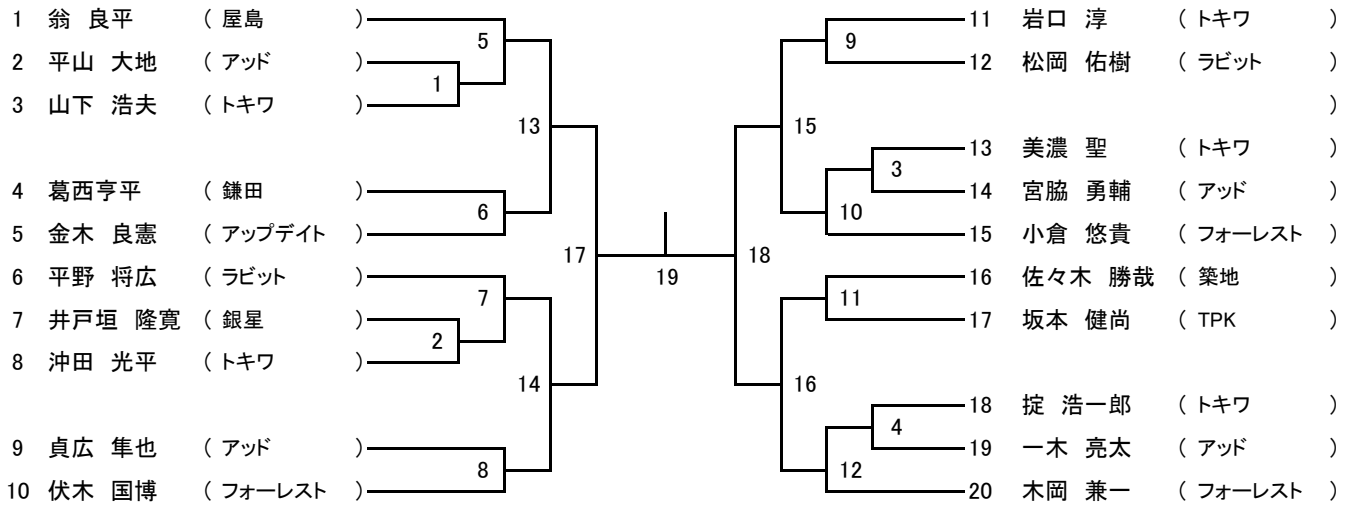 1 翁 良平 ( 屋島 )
2 平山 大地 ( アッド )
3 山下 浩夫 ( トキワ )
4 葛西亨平 ( 鎌田 )
5 金木 良憲 ( アップデイト )
6 平野 将広 ( ラビット )
7 井戸垣 隆寛 ( 銀星 )
8 沖田 光平 ( トキワ )
9 貞広 隼也 ( アッド )
10 伏木 国博 ( フォーレスト )
5
1
13
6
17
7
2
14
8
19
9
15
3
10
18
11
16
4
12
11 岩口 淳 ( トキワ )
12 松岡 佑樹 ( ラビット )
)
13 美濃 聖 ( トキワ )
14 宮脇 勇輔 ( アッド )
15 小倉 悠貴 ( フォーレスト )
16 佐々木 勝哉 ( 築地 )
17 坂本 健尚 ( TPK )
18 掟 浩一郎 ( トキワ )
19 一木 亮太 ( アッド )
20 木岡 兼一 ( フォーレスト )